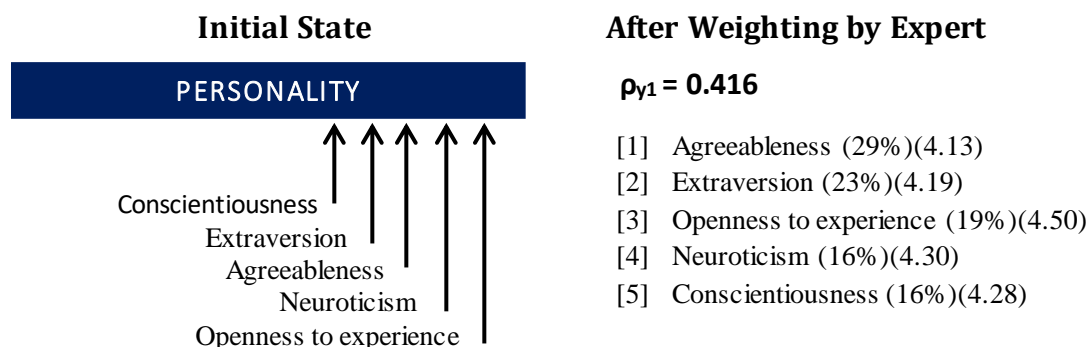 Initial State
PERSONALITY
Conscientiousness
Extraversion
Agreeableness
Neuroticism
Openness to experience
After Weighting by Expert
ρy1 = 0.416
[1] Agreeableness (29%)(4.13)
[2] Extraversion (23%)(4.19)
[3] Openness to experience (19%)(4.50)
[4] Neuroticism (16%)(4.30)
[5] Conscientiousness (16%)(4.28)